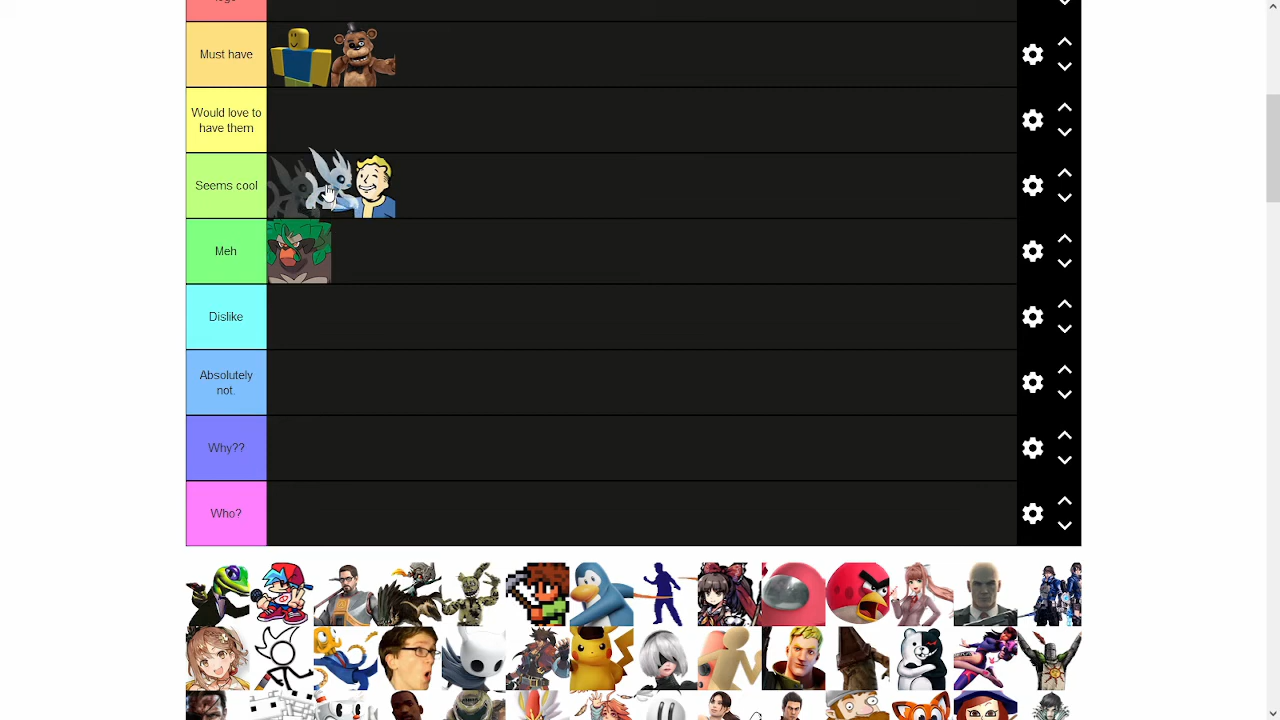 Must have
Would love to
have them
Seems cool
Meh
Dislike
Absolutely
not.
Why??
Who?